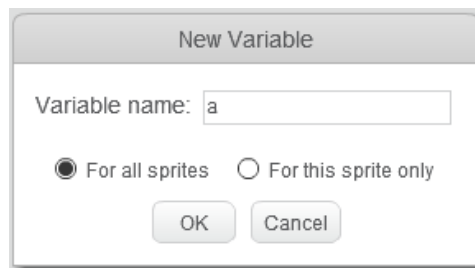 New Variable
Variable name: a
For all sprites For this sprite only
OK Cancel